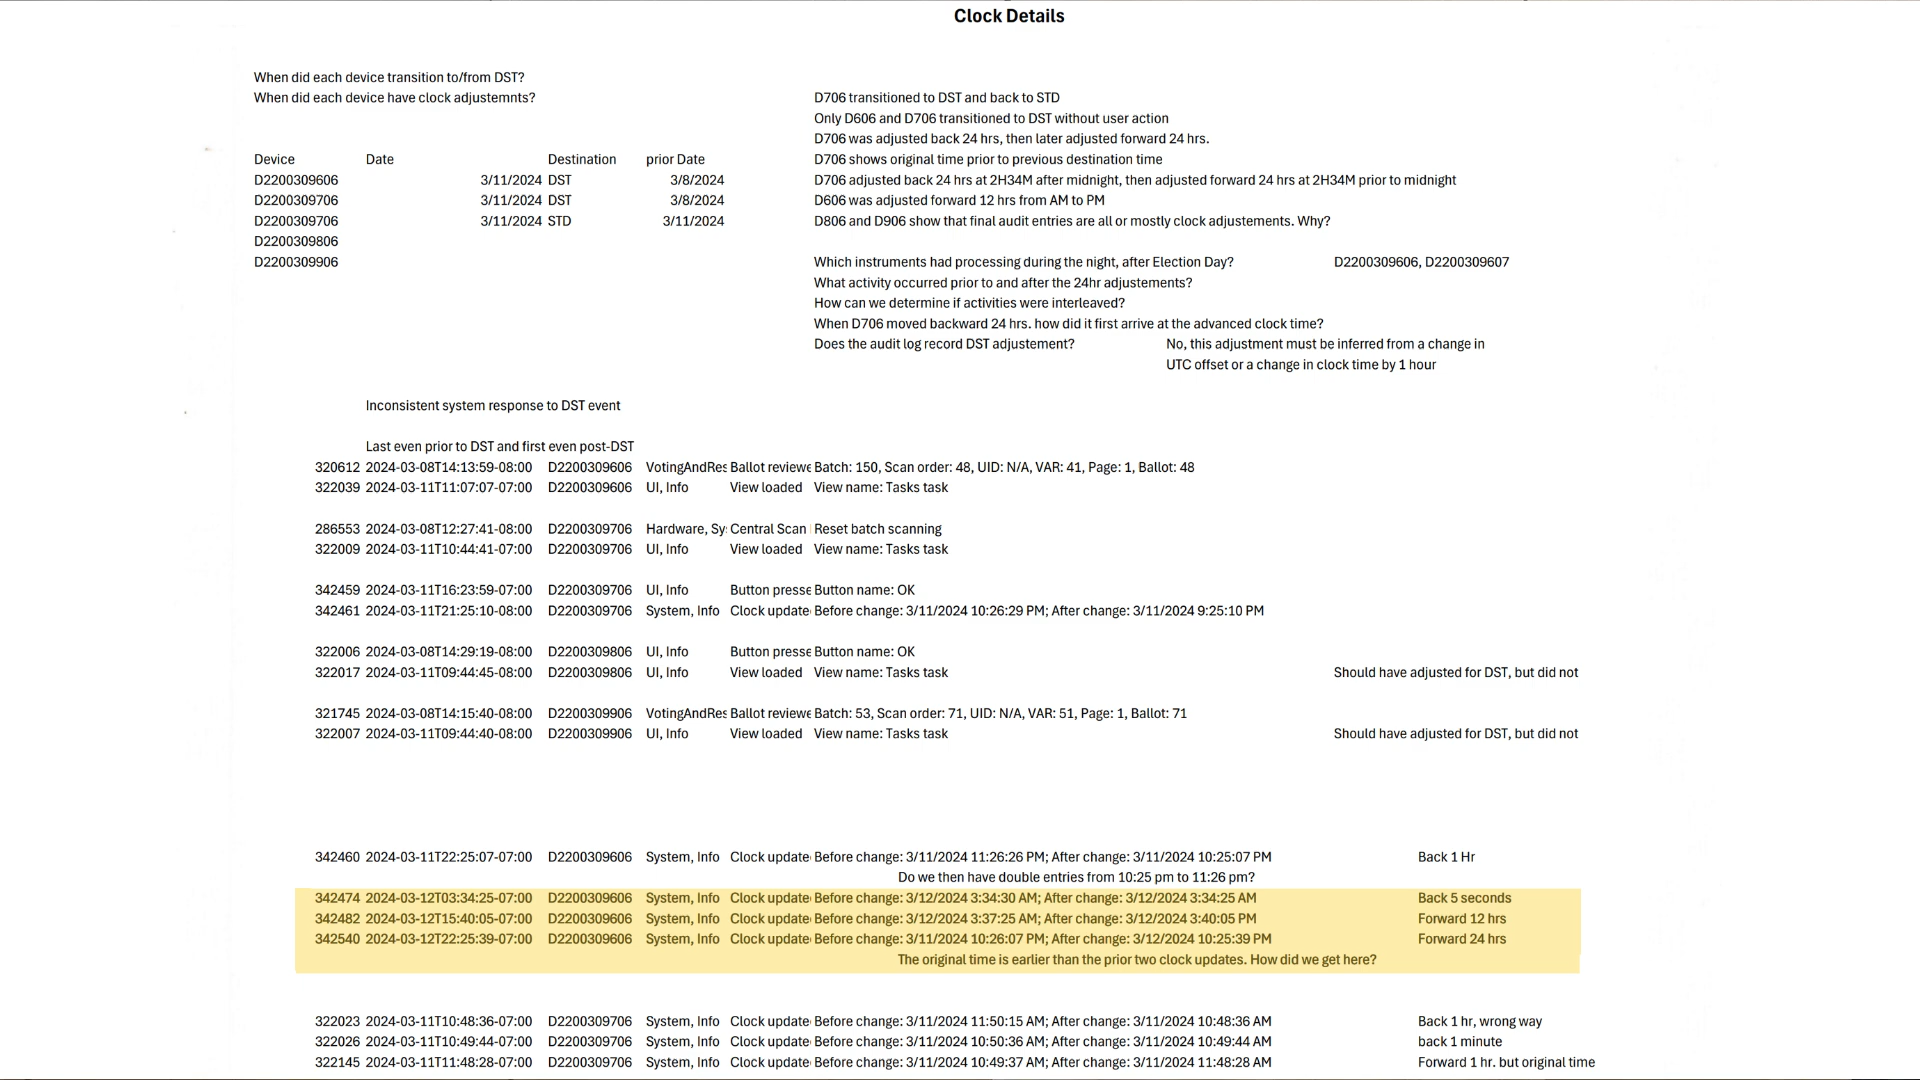 Clock Details
When did each device transition to/from DST?
When did each device have clock adjustemnts?
D706 transitioned to DST and back to STD
Only D606 and D706 transitioned to DST without user action
D706 was adjusted back 24 hrs, then later adjusted forward 24 hrs.
Device Date Destination prior Date D706 shows original time prior to previous destination time
D2200309606 3/11/2024 DST 3/8/2024 D706 adjusted back 24 hrs at 2H34M after midnight, then adjusted forward 24 hrs at 2H34M prior to midnight
D2200309706 3/11/2024 DST 3/8/2024 D606 was adjusted forward 12 hrs from AM to PM
D2200309706 3/11/2024 STD 3/11/2024 D806 and D906 show that final audit entries are all or mostly clock adjustements. Why?
D2200309806
D2200309906 Which instruments had processing during the night, after Election Day? D2200309606, D2200309607
What activity occurred prior to and after the 24hr adjustements?
How can we determine if activities were interleaved?
When D706 moved backward 24 hrs. how did it first arrive at the advanced clock time?
Does the audit log record DST adjustement? No, this adjustment must be inferred from a change in
UTC offset or a change in clock time by 1 hour
Inconsistent system response to DST event
Last even prior to DST and first even post-DST
320612 2024-03-08T14:13:59-08:00 D2200309606 VotingAndRes Ballot reviewe Batch: 150, Scan order: 48, UID: N/A, VAR: 41, Page: 1, Ballot: 48
322039 2024-03-11T11:07:07-07:00 D2200309606 UI, Info View loaded View name: Tasks task
286553 2024-03-08T12:27:41-08:00 D2200309706 Hardware, Sy Central Scan Reset batch scanning
322009 2024-03-11T10:44:41-07:00 D2200309706 UI, Info View loaded View name: Tasks task
342459 2024-03-11T16:23:59-07:00 D2200309706 UI, Info Button presse Button name: OK
342461 2024-03-11T21:25:10-08:00 D2200309706 System, Info Clock update Before change: 3/11/2024 10:26:29 PM; After change: 3/11/2024 9:25:10 PM
322006 2024-03-08T14:29:19-08:00 D2200309806 UI, Info Button presse Button name: OK
322017 2024-03-11T09:44:45-08:00 D2200309806 UI, Info View loaded View name: Tasks task Should have adjusted for DST, but did not
321745 2024-03-08T14:15:40-08:00 D2200309906 VotingAndRes Ballot reviewe Batch: 53, Scan order: 71, UID: N/A, VAR: 51, Page: 1, Ballot: 71
322007 2024-03-11T09:44:40-08:00 D2200309906 UI, Info View loaded View name: Tasks task Should have adjusted for DST, but did not
342460 2024-03-11T22:25:07-07:00 D2200309606 System, Info Clock update Before change: 3/11/2024 11:26:26 PM; After change: 3/11/2024 10:25:07 PM Back 1 Hr
Do we then have double entries from 10:25 pm to 11:26 pm?
342474 2024-03-12T03:34:25-07:00 D2200309606 System, Info Clock update Before change: 3/12/2024 3:34:30 AM; After change: 3/12/2024 3:34:25 AM Back 5 seconds
342482 2024-03-12T15:40:05-07:00 D2200309606 System, Info Clock update Before change: 3/12/2024 3:37:25 AM; After change: 3/12/2024 3:40:05 PM Forward 12 hrs
342540 2024-03-12T22:25:39-07:00 D2200309606 System, Info Clock update Before change: 3/11/2024 10:26:07 PM; After change: 3/12/2024 10:25:39 PM Forward 24 hrs
The original time is earlier than the prior two clock updates. How did we get here?
322023 2024-03-11T10:48:36-07:00 D2200309706 System, Info Clock update Before change: 3/11/2024 11:50:15 AM; After change: 3/11/2024 10:48:36 AM Back 1 hr, wrong way
322026 2024-03-11T10:49:44-07:00 D2200309706 System, Info Clock update Before change: 3/11/2024 10:50:36 AM; After change: 3/11/2024 10:49:44 AM back 1 minute
322145 2024-03-11T11:48:28-07:00 D2200309706 System, Info Clock update Before change: 3/11/2024 10:49:37 AM; After change: 3/11/2024 11:48:28 AM Forward 1 hr. but original time